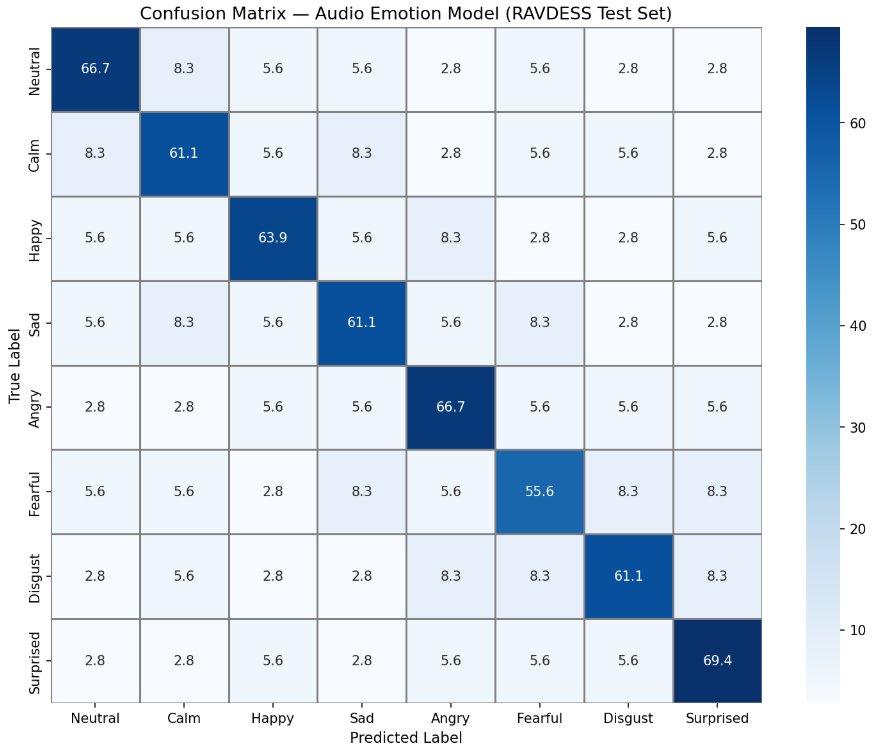 Confusion Matrix — Audio Emotion Model (RAVDESS Test Set)
Neutral 66.7 8.3 5.6 5.6 2.8 5.6 2.8 2.8
Calm 8.3 61.1 5.6 8.3 2.8 5.6 5.6 2.8
Happy 5.6 5.6 63.9 5.6 8.3 2.8 2.8 5.6
Sad 5.6 8.3 5.6 61.1 5.6 8.3 2.8 2.8
Angry 2.8 2.8 5.6 5.6 66.7 5.6 5.6 5.6
Fearful 5.6 5.6 2.8 8.3 5.6 55.6 8.3 8.3
Disgust 2.8 5.6 2.8 2.8 8.3 8.3 61.1 8.3
Surprised 2.8 2.8 5.6 2.8 5.6 5.6 5.6 69.4
Neutral Calm Happy Sad Angry Fearful Disgust Surprised
Predicted Label
True Label
60
50
40
30
20
10